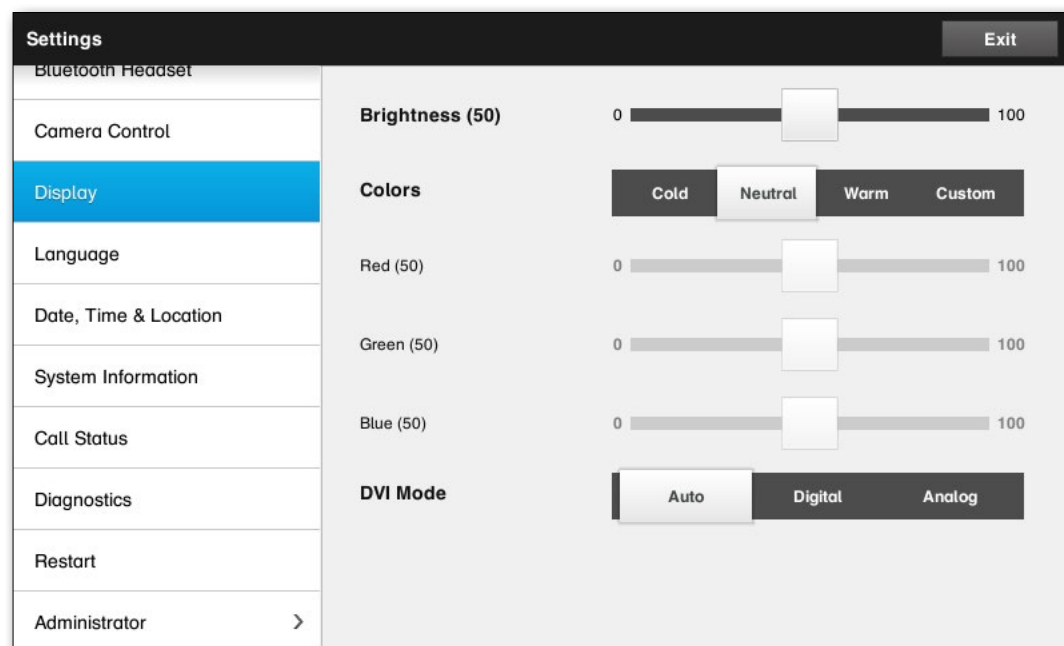 Settings
Exit
Bluetooth Headset
Camera Control
Display
Language
Date, Time & Location
System Information
Call Status
Diagnostics
Restart
Administrator
Brightness (50)
0
100
Colors
Cold
Neutral
Warm
Custom
Red (50)
0
100
Green (50)
0
100
Blue (50)
0
100
DVI Mode
Auto
Digital
Analog